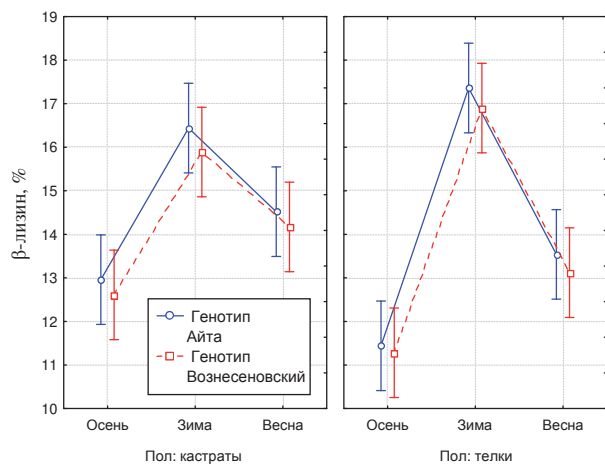 β-лизин, %
19
18
17
16
15
14
13
12
11
10
Генотип
Айта
Генотип
Вознесеновский
Осень Зима Весна
Пол: кастраты
Осень Зима Весна
Пол: телки